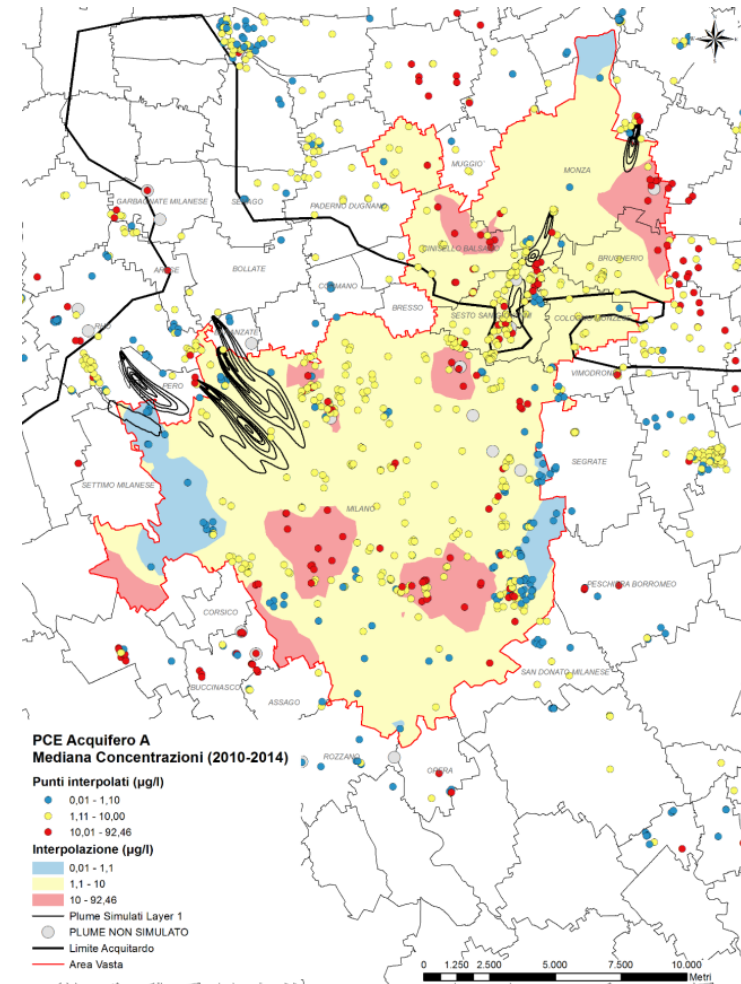 MUGGIO'
MONZA
GARBAGNATE MILANESE
SENAGO
PADERNO DUGNANO
CINISELLO BALSAMO
BRUGHERIO
ARESE
BOLLATE
CORMANO
BRESSO
SESTO SAN GIOVANNI
COLOGNO MONZESE
RHO
PERO
VIMODRONE
SETTIMO MILANESE
SEGRATE
MILANO
PESCHIERA BORROMEO
CORSICO
BUCCINASCO
SAN DONATO MILANESE
ASSAGO
ROZZANO
OPERA
PCE Acquifero A
Mediana Concentrazioni (2010-2014)
Punti interpolati (µg/l)
0,01 - 1,10
1,11 - 10,00
10,01 - 92,46
Interpolazione (µg/l)
0,01 - 1,1
1,1 - 10
10 - 92,46
Plume Simulati Layer 1
PLUME NON SIMULATO
Limite Acquitardo
Area Vasta
0 1.250 2.500 5.000 7.500 10.000
Metri